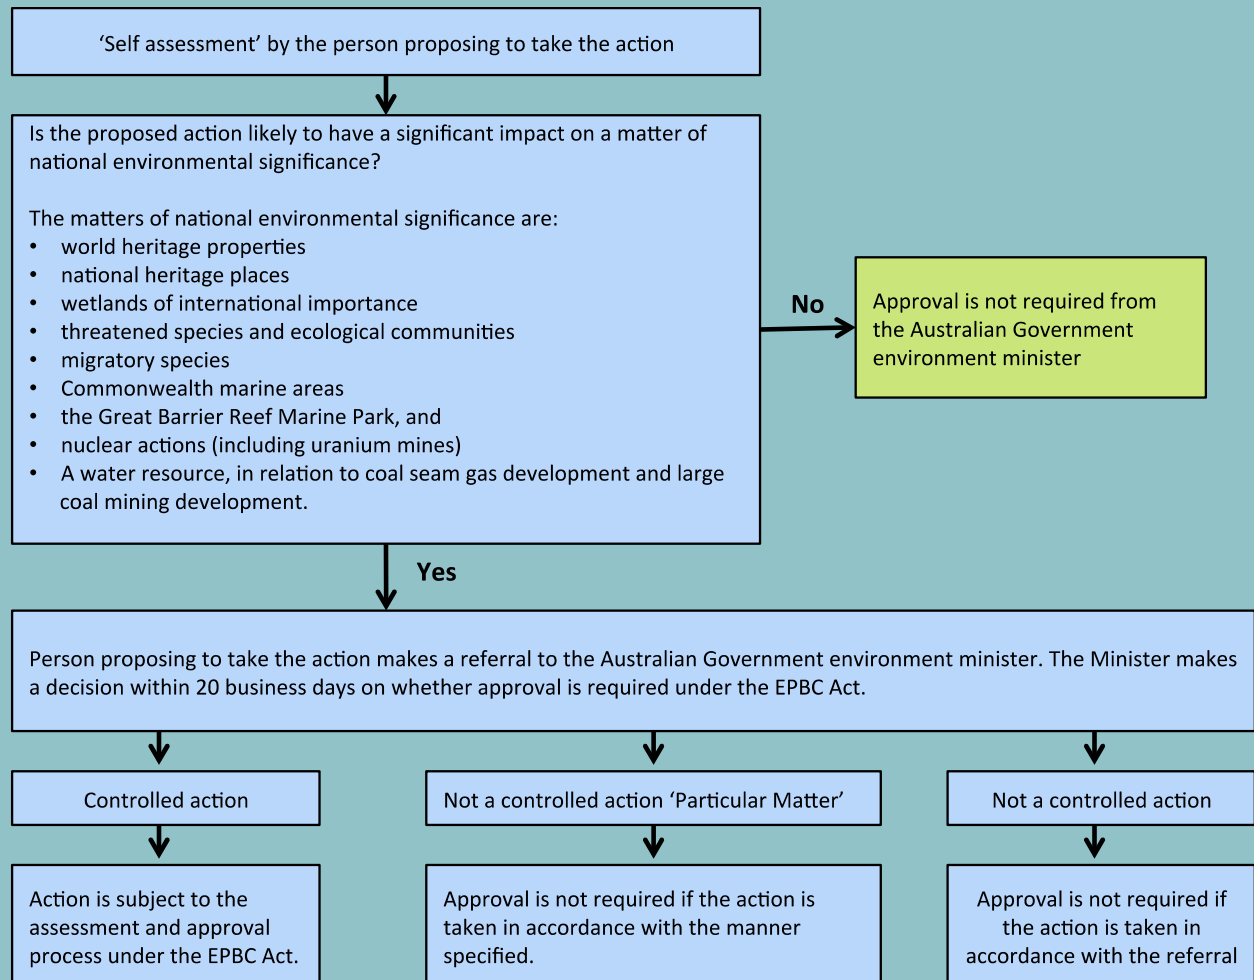 ‘Self assessment’ by the person proposing to take the action
Is the proposed action likely to have a significant impact on a matter of
national environmental significance?
The matters of national environmental significance are:
• world heritage properties
• national heritage places
• wetlands of international importance
• threatened species and ecological communities
• migratory species
• Commonwealth marine areas
• the Great Barrier Reef Marine Park, and
• nuclear actions (including uranium mines)
• A water resource, in relation to coal seam gas development and large
coal mining development.
No
Approval is not required from
the Australian Government
environment minister
Yes
Person proposing to take the action makes a referral to the Australian Government environment minister. The Minister makes
a decision within 20 business days on whether approval is required under the EPBC Act.
Controlled action
Not a controlled action ‘Particular Matter’
Not a controlled action
Action is subject to the
assessment and approval
process under the EPBC Act.
Approval is not required if the action is
taken in accordance with the manner
specified.
Approval is not required if
the action is taken in
accordance with the referral